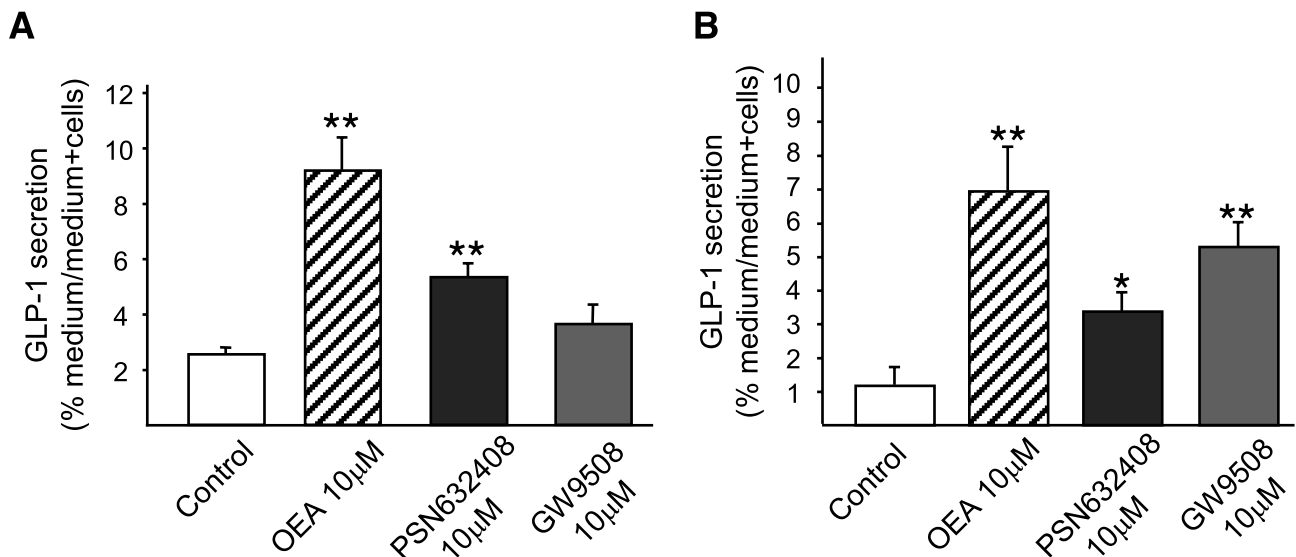 A
GLP-1 secretion
(% medium/medium+cells)
12
10
8
6
4
2
**
**
Control
OEA 10µM
PSN632408
10µM
GW9508
10µM
B
GLP-1 secretion
(% medium/medium+cells)
10
9
8
7
6
5
4
3
2
1
**
*
**
Control
OEA 10µM
PSN632408
10µM
GW9508
10µM